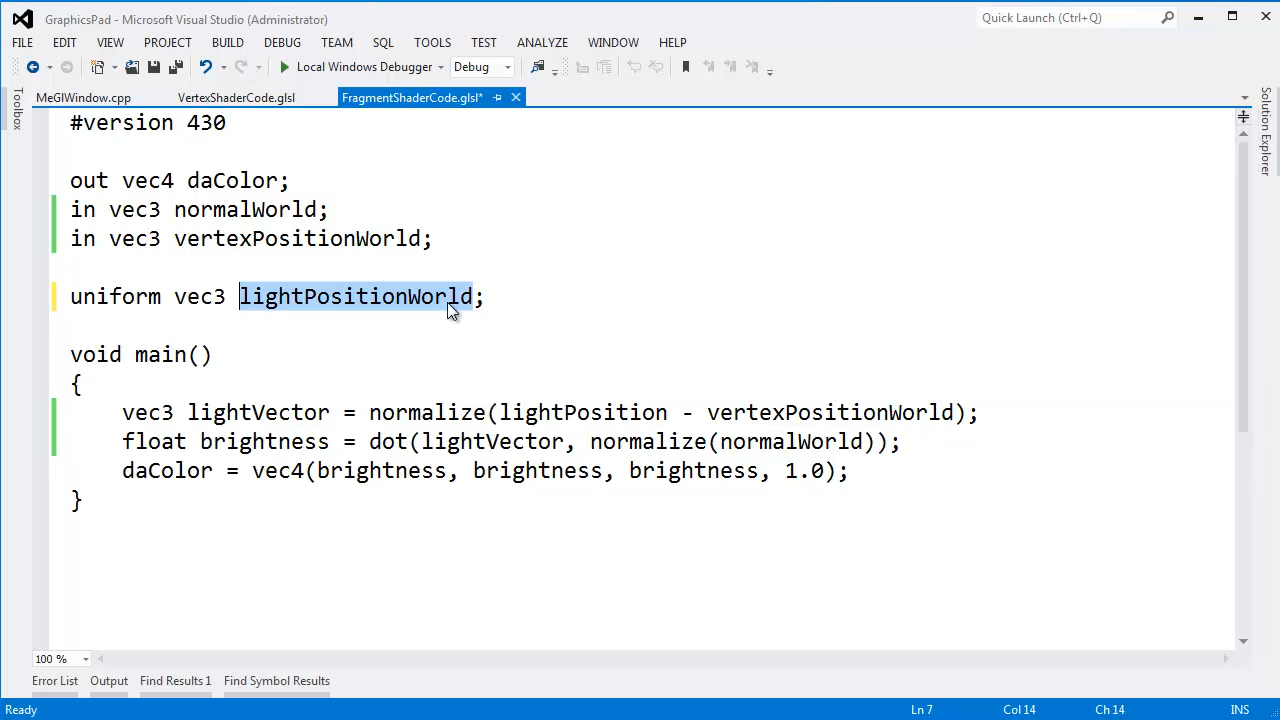 GraphicsPad - Microsoft Visual Studio (Administrator)
Quick Launch (Ctrl+Q)
FILE EDIT VIEW PROJECT BUILD DEBUG TEAM SQL TOOLS TEST ANALYZE WINDOW HELP
Local Windows Debugger Debug
Toolbox
MeGlWindow.cpp VertexShaderCode.glsl FragmentShaderCode.glsl*
Solution Explorer
#version 430
out vec4 daColor;
in vec3 normalWorld;
in vec3 vertexPositionWorld;
uniform vec3 lightPositionWorld;
void main()
{
vec3 lightVector = normalize(lightPosition - vertexPositionWorld);
float brightness = dot(lightVector, normalize(normalWorld));
daColor = vec4(brightness, brightness, brightness, 1.0);
}
100 %
Error List Output Find Results 1 Find Symbol Results
Ready Ln 7 Col 14 Ch 14 INS